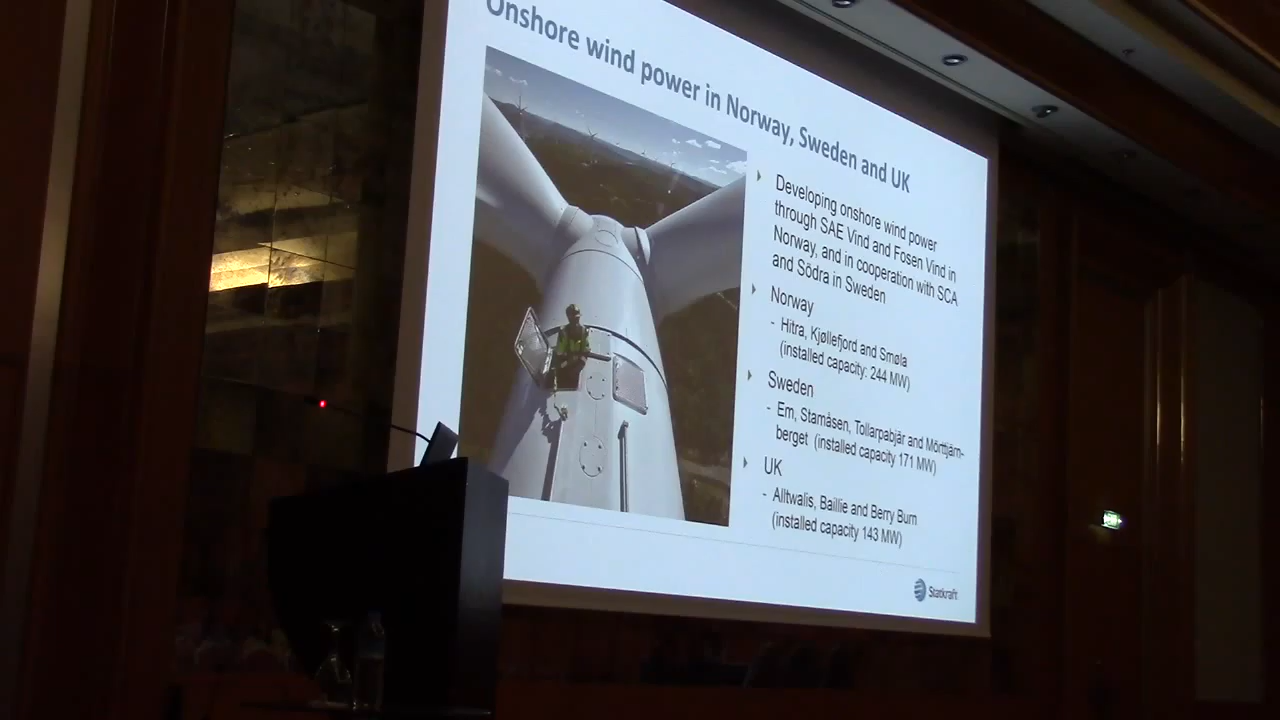 Onshore wind power in Norway, Sweden and UK
Developing onshore wind power
through SAE Vind and Fosen Vind in
Norway, and in cooperation with SCA
and Södra in Sweden
Norway
- Hitra, Kjøllefjord and Smøla
(installed capacity: 244 MW)
Sweden
- Em, Stamåsen, Tollarpabjär and Mörttjärn-
berget (installed capacity 171 MW)
UK
- Alltwalis, Baillie and Berry Burn
(installed capacity 143 MW)
Statkraft